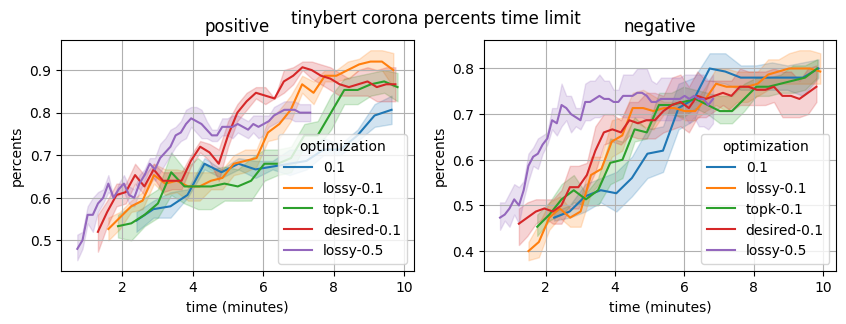 tinybert corona percents time limit
positive
percents
0.9
0.8
0.7
0.6
0.5
2
4
6
8
10
time (minutes)
optimization
0.1
lossy-0.1
topk-0.1
desired-0.1
lossy-0.5
negative
percents
0.8
0.7
0.6
0.5
0.4
2
4
6
8
10
time (minutes)
optimization
0.1
lossy-0.1
topk-0.1
desired-0.1
lossy-0.5